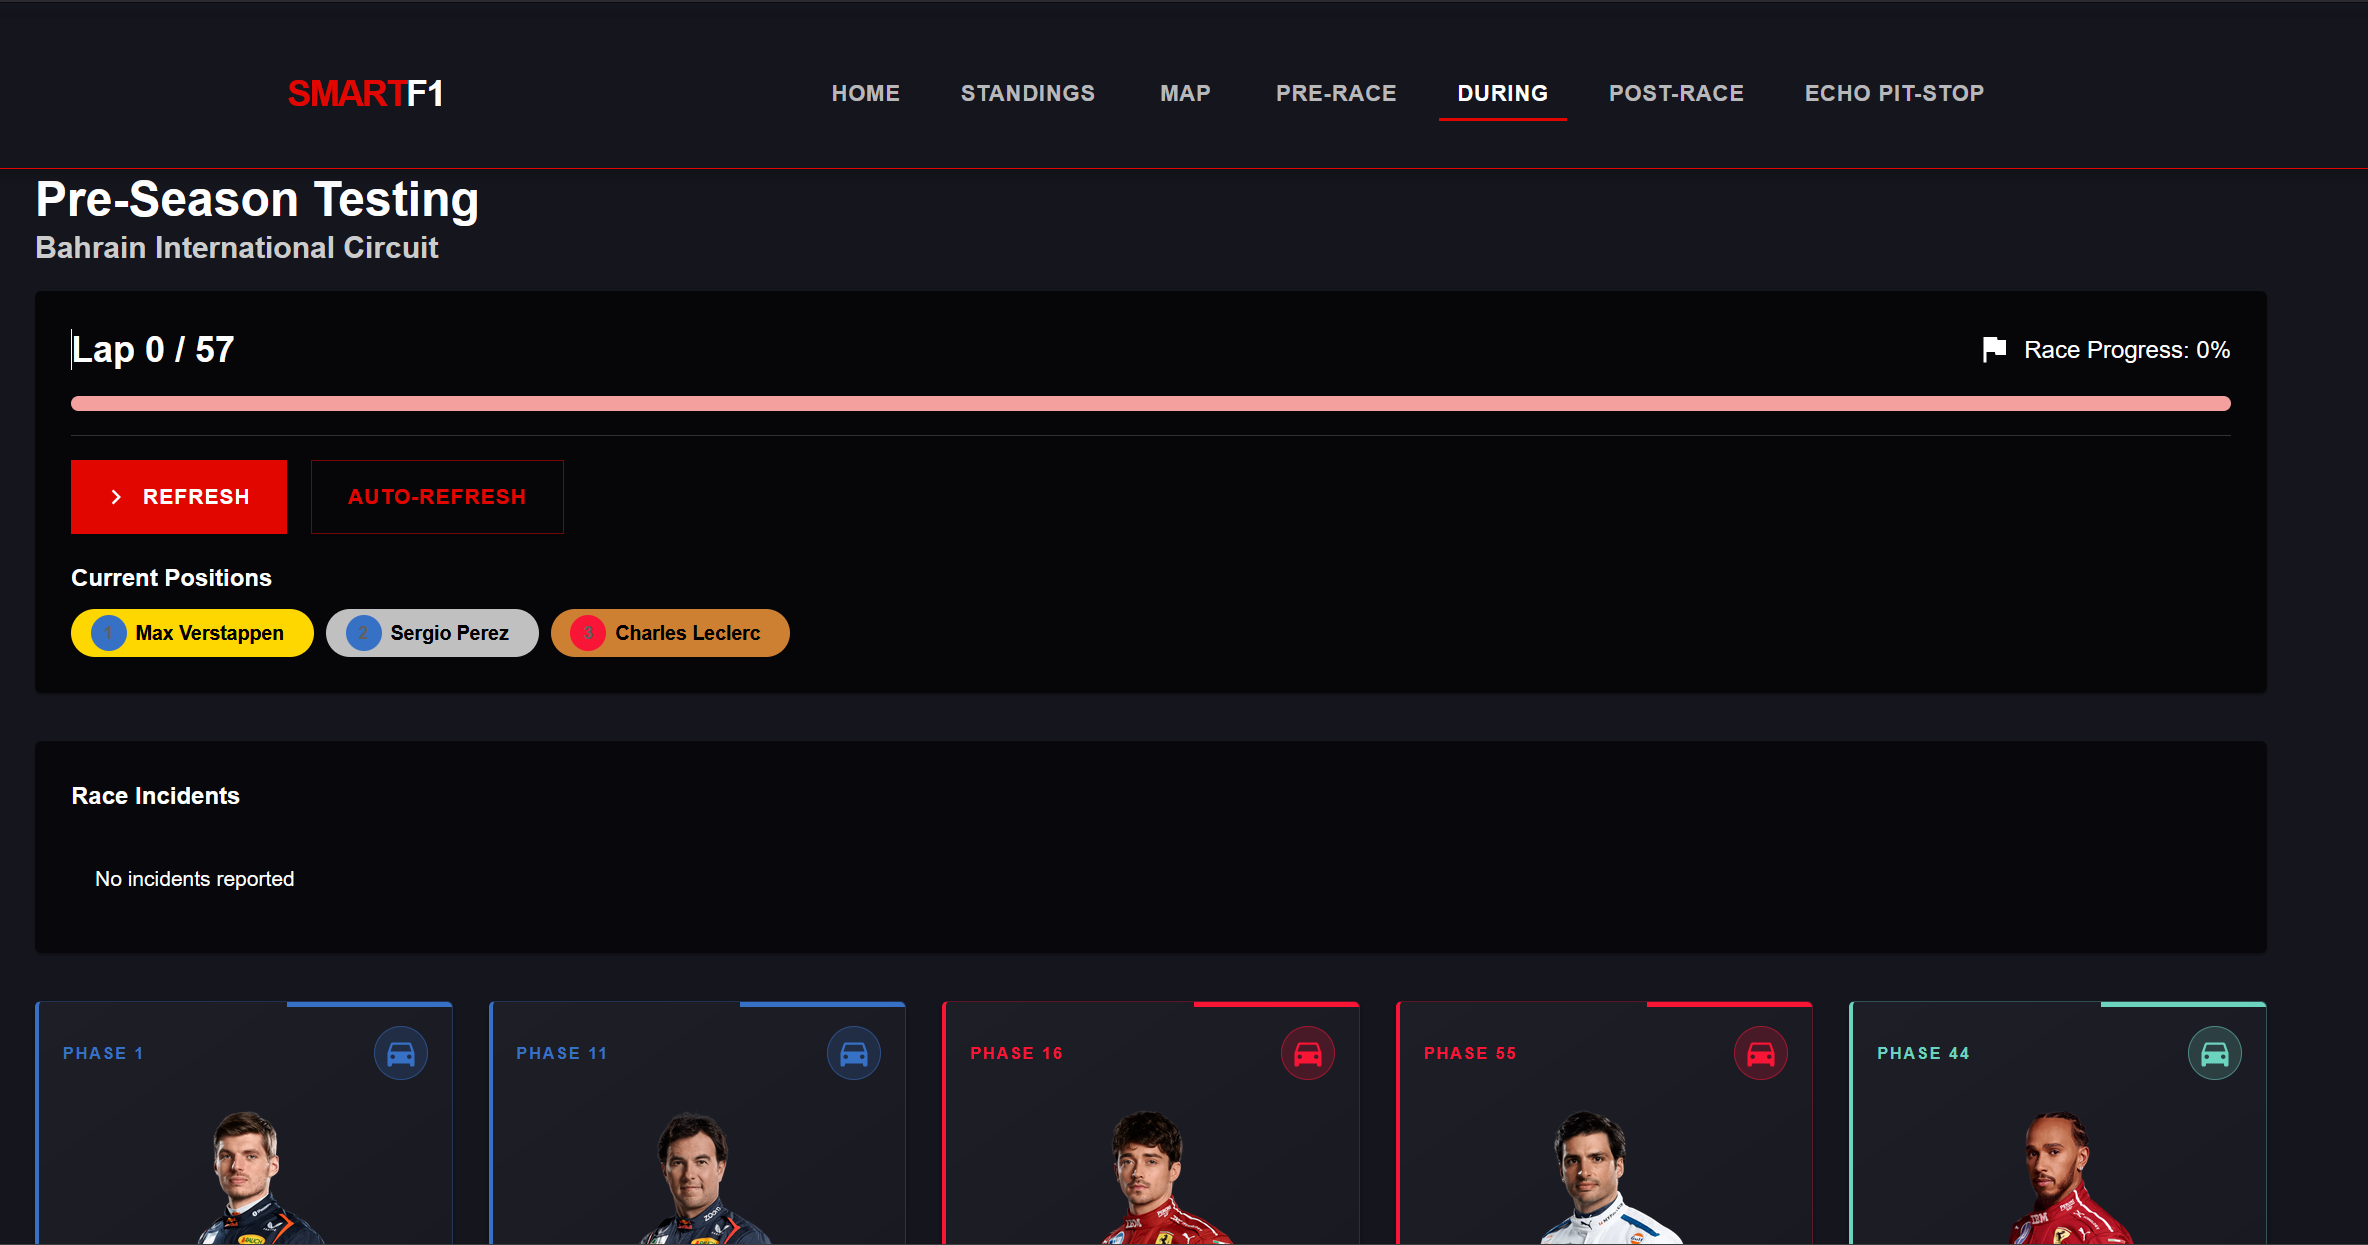 SMARTF1
HOME STANDINGS MAP PRE-RACE DURING POST-RACE ECHO PIT-STOP
Pre-Season Testing
Bahrain International Circuit
Lap 0 / 57
Race Progress: 0%
REFRESH
AUTO-REFRESH
Current Positions
1 Max Verstappen
2 Sergio Perez
3 Charles Leclerc
Race Incidents
No incidents reported
PHASE 1
PHASE 11
PHASE 16
PHASE 55
PHASE 44